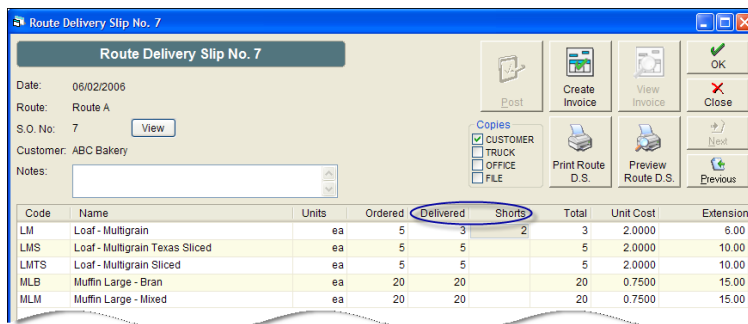 Route Delivery Slip No. 7
Route Delivery Slip No. 7
Date: 06/02/2006
Route: Route A
S.O. No: 7 View
Customer: ABC Bakery
Notes:
Post
Create Invoice
View Invoice
OK
Close
Copies
CUSTOMER
TRUCK
OFFICE
FILE
Print Route D.S.
Preview Route D.S.
Next
Previous
Code Name Units Ordered Delivered Shorts Total Unit Cost Extension
LM Loaf - Multigrain ea 5 3 2 3 2.0000 6.00
LMS Loaf - Multigrain Texas Sliced ea 5 5 5 2.0000 10.00
LMTS Loaf - Multigrain Sliced ea 5 5 5 2.0000 10.00
MLB Muffin Large - Bran ea 20 20 20 0.7500 15.00
MLM Muffin Large - Mixed ea 20 20 20 0.7500 15.00